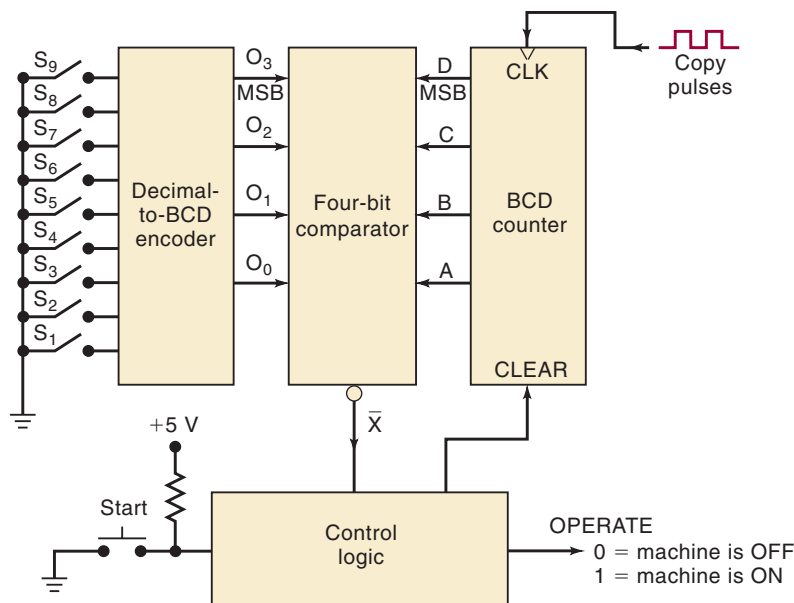 S9
S8
S7
S6
S5
S4
S3
S2
S1
Decimal-
to-BCD
encoder
O3
MSB
O2
O1
O0
Four-bit
comparator
D
MSB
C
B
A
CLK
BCD
counter
CLEAR
Copy
pulses
X̄
+5 V
Start
Control
logic
OPERATE
0 = machine is OFF
1 = machine is ON